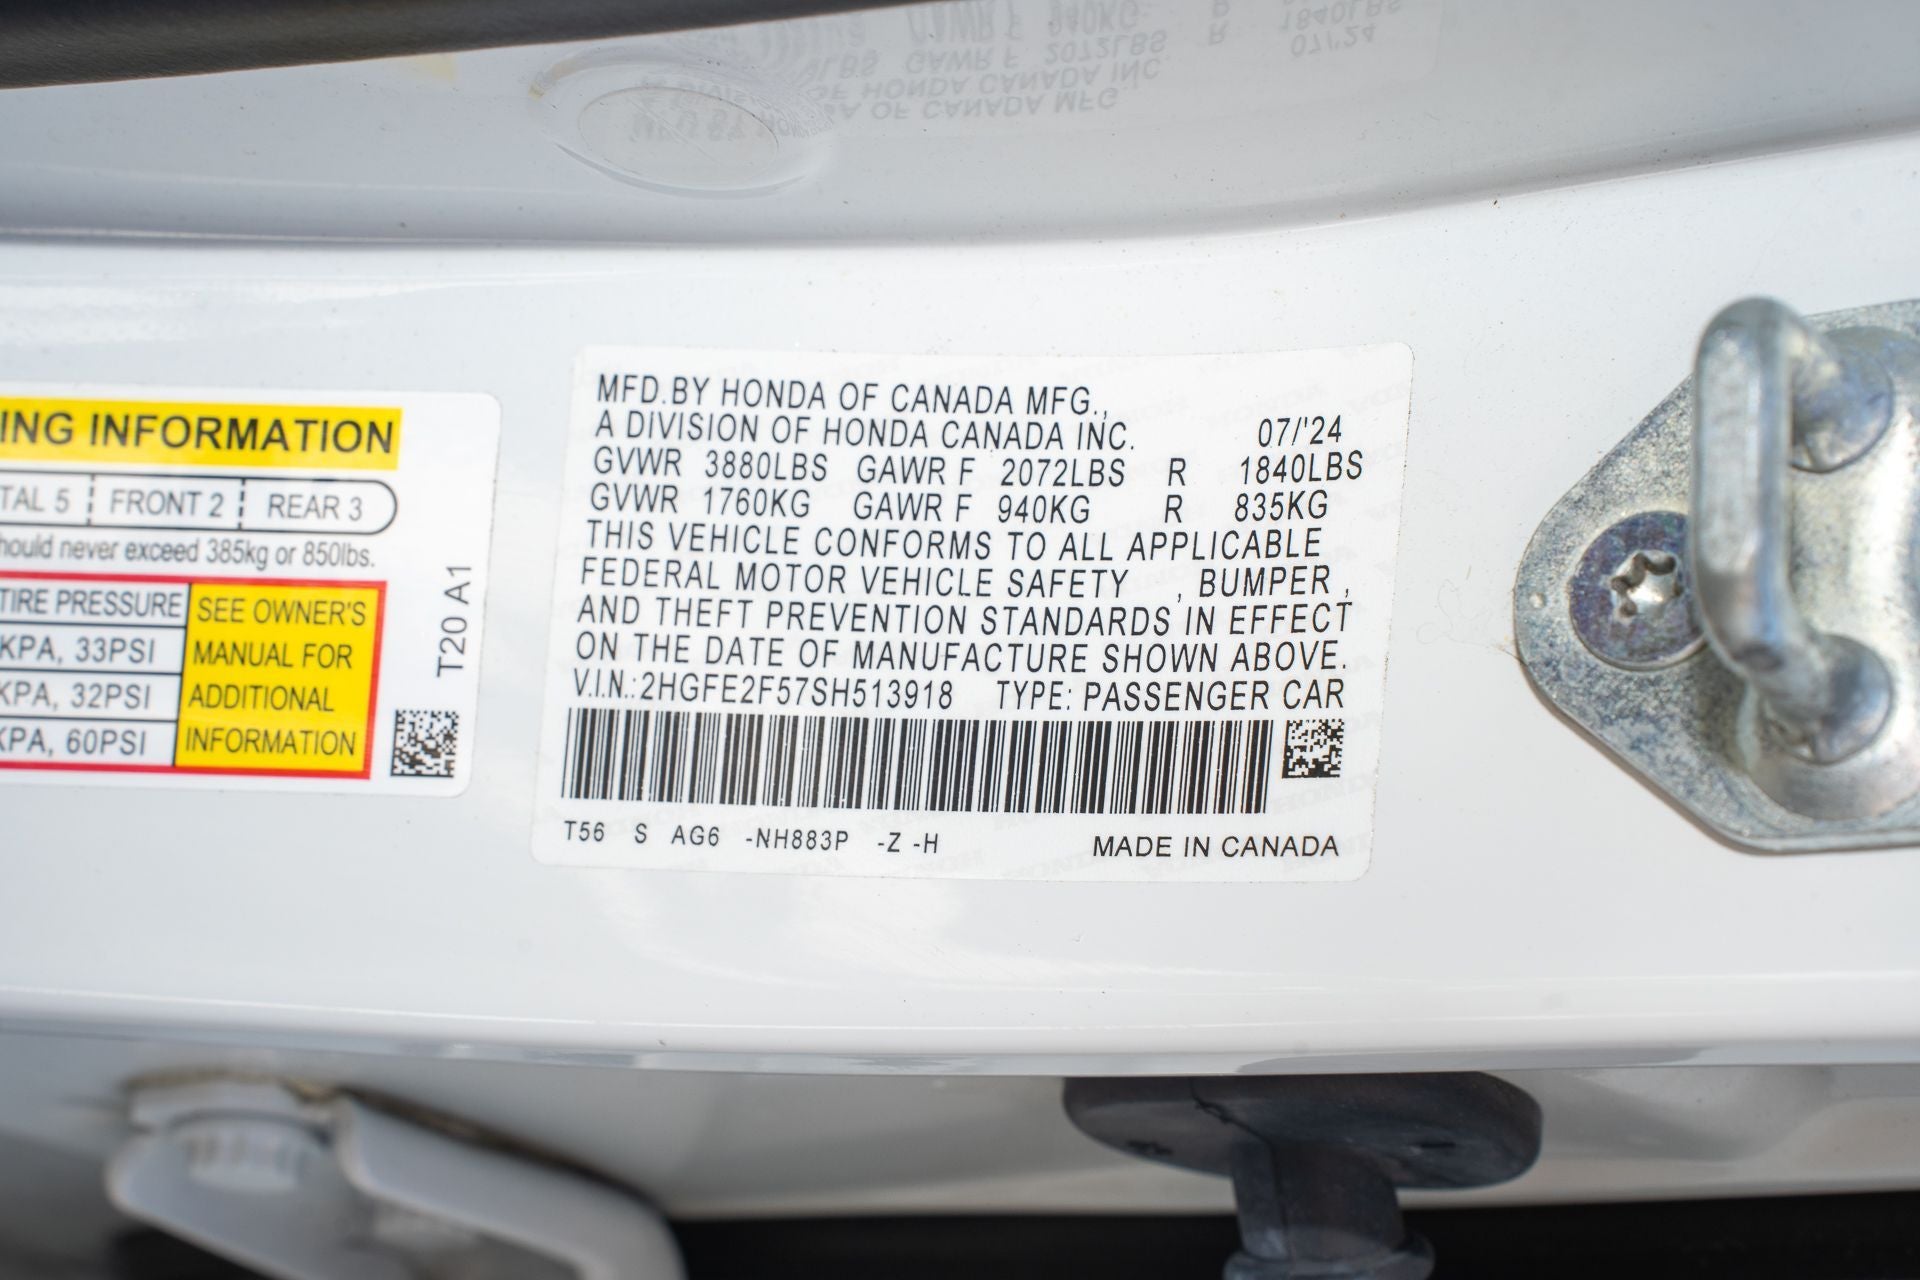 ING INFORMATION
TAL 5 FRONT 2 REAR 3
hould never exceed 385kg or 850lbs.
TIRE PRESSURE
KPA, 33PSI
KPA, 32PSI
KPA, 60PSI
SEE OWNER'S
MANUAL FOR
ADDITIONAL
INFORMATION
T20 A1
MFD.BY HONDA OF CANADA MFG.,
A DIVISION OF HONDA CANADA INC. 07/'24
GVWR 3880LBS GAWR F 2072LBS R 1840LBS
GVWR 1760KG GAWR F 940KG R 835KG
THIS VEHICLE CONFORMS TO ALL APPLICABLE
FEDERAL MOTOR VEHICLE SAFETY , BUMPER ,
AND THEFT PREVENTION STANDARDS IN EFFECT
ON THE DATE OF MANUFACTURE SHOWN ABOVE.
V.I.N.:2HGFE2F57SH513918 TYPE: PASSENGER CAR
T56 S AG6 -NH883P -Z -H MADE IN CANADA